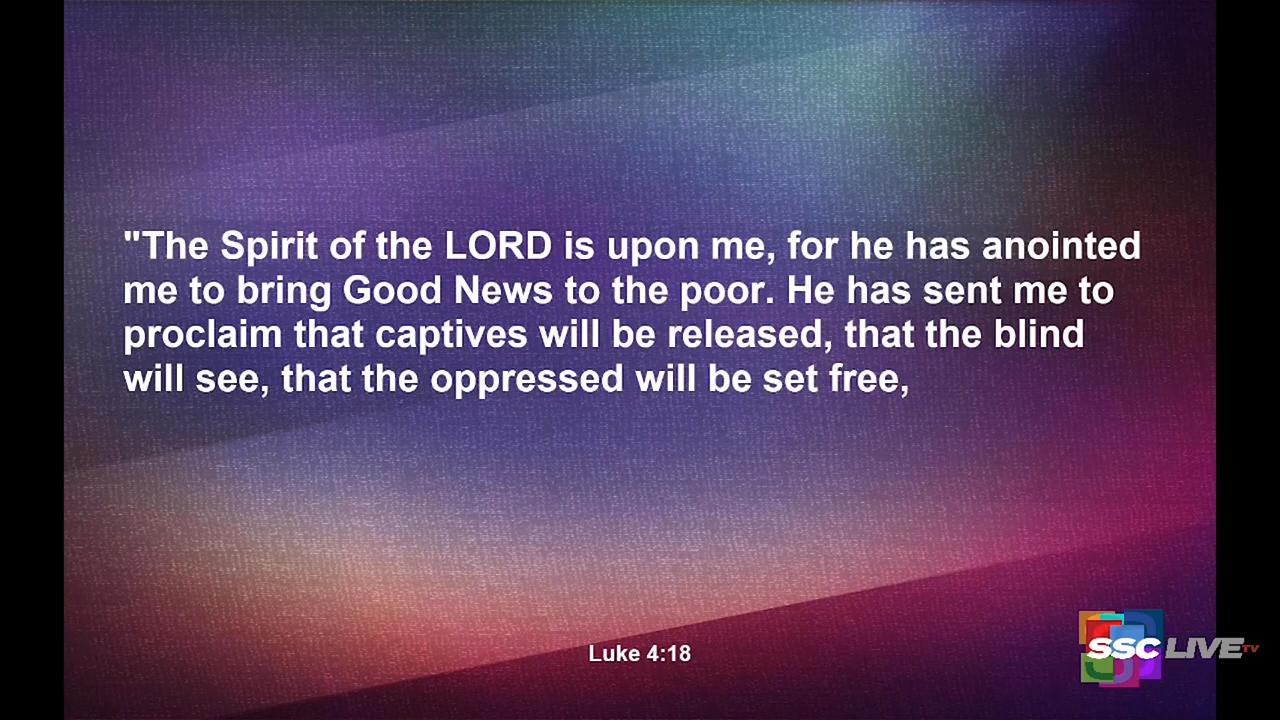 "The Spirit of the LORD is upon me, for he has anointed
me to bring Good News to the poor. He has sent me to
proclaim that captives will be released, that the blind
will see, that the oppressed will be set free,
Luke 4:18
SSC LIVE TV